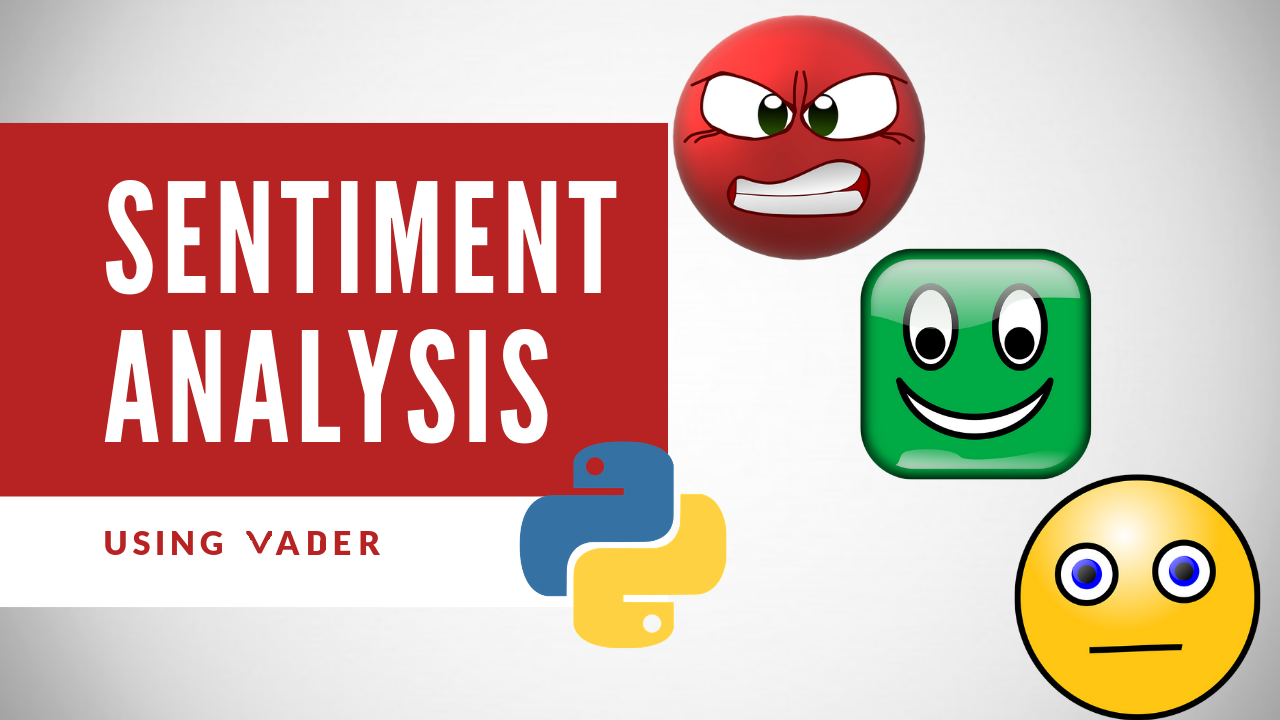 SENTIMENT
ANALYSIS
USING VADER